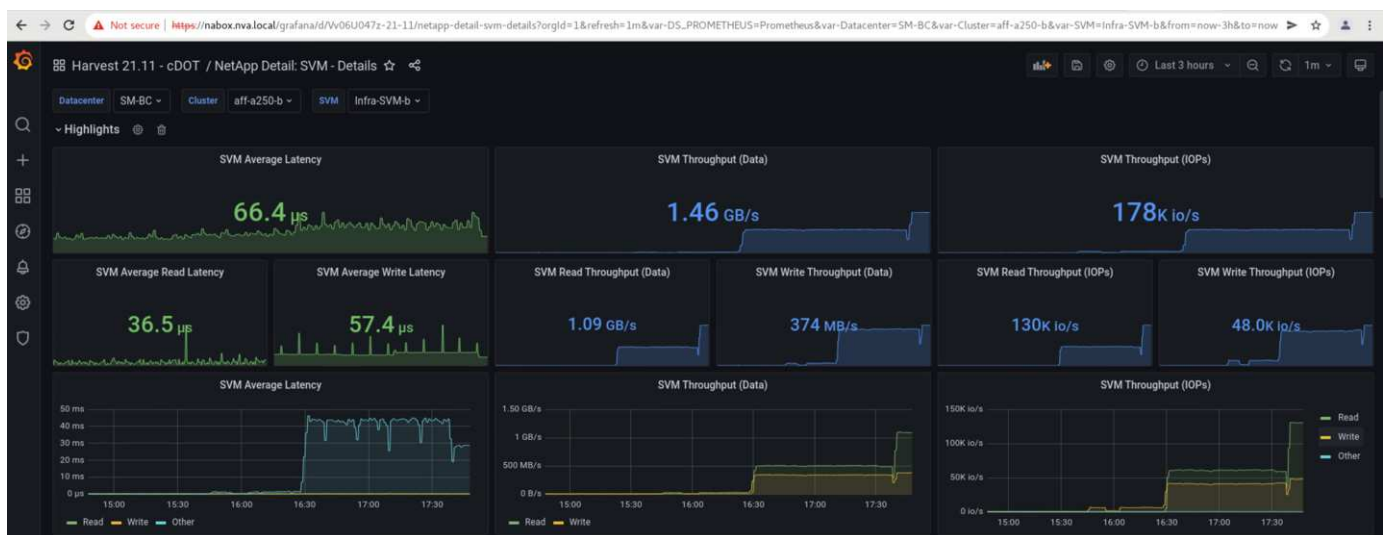 Not secure | https://nabox.nva.local/grafana/d/Vv06U047z-21-11/netapp-detail-svm-details?orgId=1&refresh=1m&var-DS_PROMETHEUS=Prometheus&var-Datacenter=SM-BC&var-Cluster=aff-a250-b&var-SVM=Infra-SVM-b&from=now-3h&to=now
Harvest 21.11 - cDOT / NetApp Detail: SVM - Details
Last 3 hours
1m
Datacenter SM-BC Cluster aff-a250-b SVM Infra-SVM-b
Highlights
SVM Average Latency
66.4 µs
SVM Throughput (Data)
1.46 GB/s
SVM Throughput (IOPs)
178K io/s
SVM Average Read Latency
36.5 µs
SVM Average Write Latency
57.4 µs
SVM Read Throughput (Data)
1.09 GB/s
SVM Write Throughput (Data)
374 MB/s
SVM Read Throughput (IOPs)
130K io/s
SVM Write Throughput (IOPs)
48.0K io/s
SVM Average Latency
50 ms
40 ms
30 ms
20 ms
10 ms
0 µs
15:00 15:30 16:00 16:30 17:00 17:30
Read Write Other
SVM Throughput (Data)
1.50 GB/s
1 GB/s
500 MB/s
0 B/s
15:00 15:30 16:00 16:30 17:00 17:30
Read Write
SVM Throughput (IOPs)
150K io/s
100K io/s
50K io/s
0 io/s
15:00 15:30 16:00 16:30 17:00 17:30
Read
Write
Other